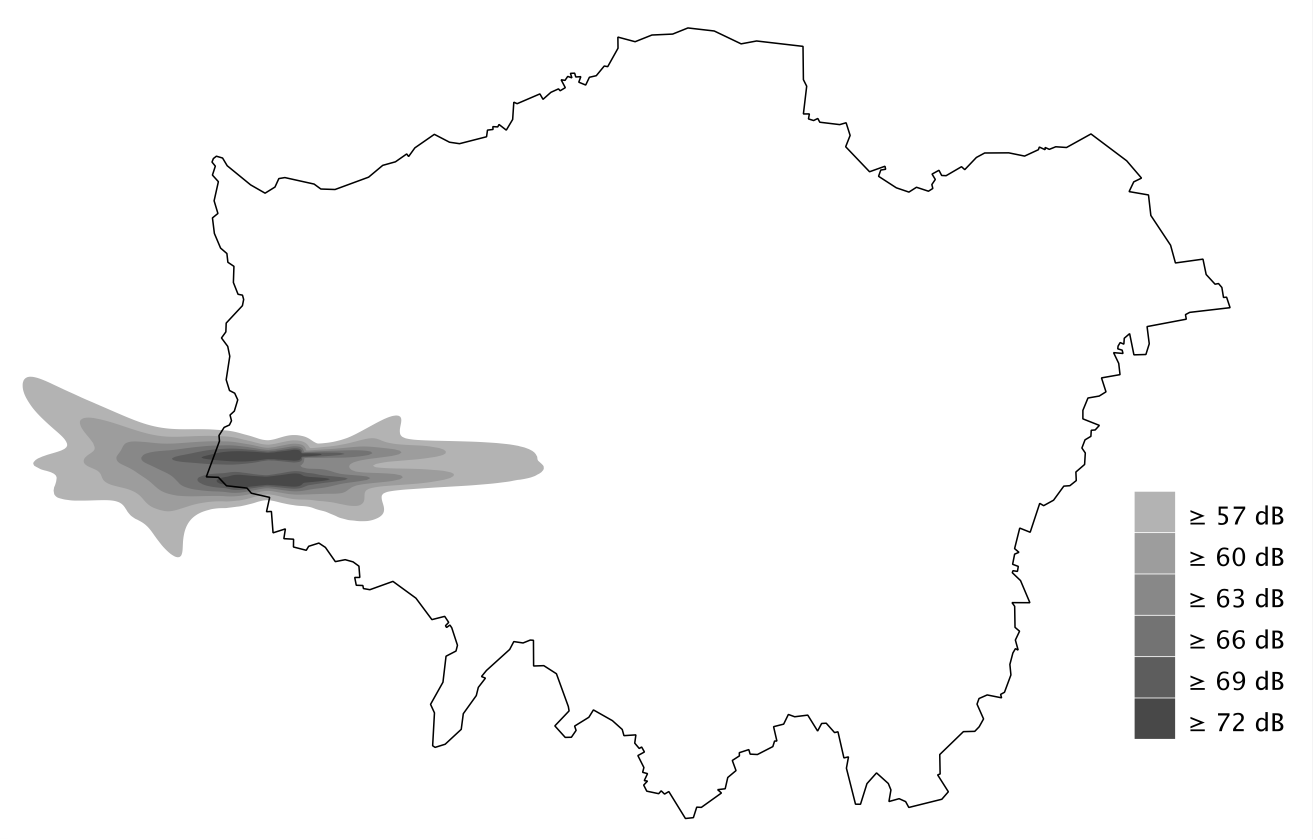 ≥ 57 dB
≥ 60 dB
≥ 63 dB
≥ 66 dB
≥ 69 dB
≥ 72 dB